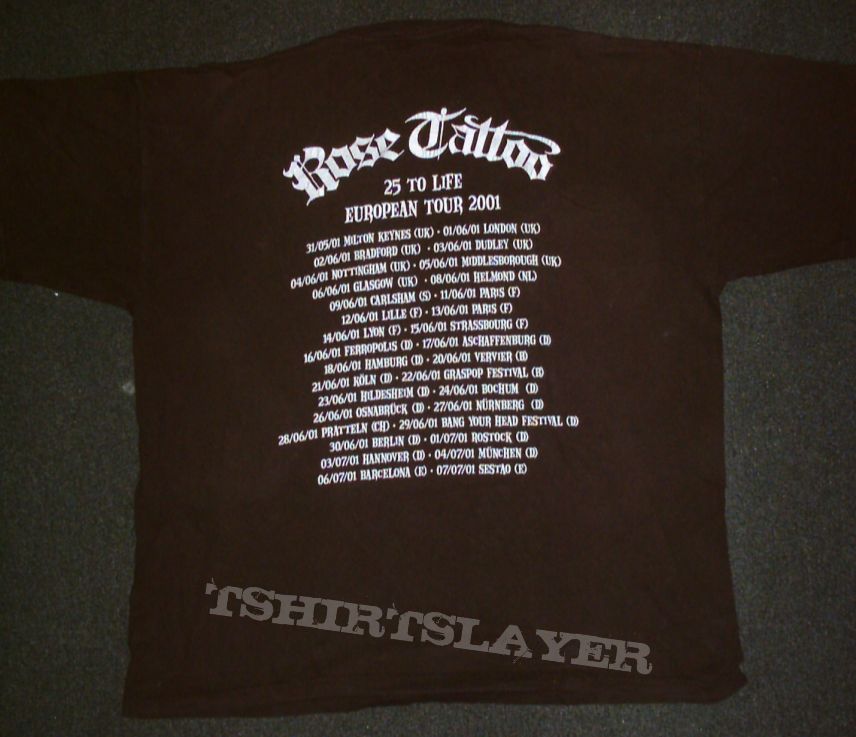 Rose Tattoo
25 TO LIFE
EUROPEAN TOUR 2001
31/05/01 MILTON KEYNES (UK) · 01/06/01 LONDON (UK)
02/06/01 BRADFORD (UK) · 03/06/01 DUDLEY (UK)
04/06/01 NOTTINGHAM (UK) · 05/06/01 MIDDLESBOROUGH (UK)
06/06/01 GLASGOW (UK) · 08/06/01 HELMOND (NL)
09/06/01 CARLSHAM (S) · 11/06/01 PARIS (F)
12/06/01 LILLE (F) · 13/06/01 PARIS (F)
14/06/01 LYON (F) · 15/06/01 STRASSBOURG (F)
16/06/01 FERROPOLIS (D) · 17/06/01 ASCHAFFENBURG (D)
18/06/01 HAMBURG (D) · 20/06/01 VERVIER (B)
21/06/01 KÖLN (D) · 22/06/01 GRASPOP FESTIVAL (B)
23/06/01 HILDESHEIM (D) · 24/06/01 BOCHUM (D)
26/06/01 OSNABRÜCK (D) · 27/06/01 NÜRNBERG (D)
28/06/01 PRATTELN (CH) · 29/06/01 BANG YOUR HEAD FESTIVAL (D)
30/06/01 BERLIN (D) · 01/07/01 ROSTOCK (D)
03/07/01 HANNOVER (D) · 04/07/01 MÜNCHEN (D)
06/07/01 BARCELONA (E) · 07/07/01 SESTAO (E)
TSHIRTSLAYER